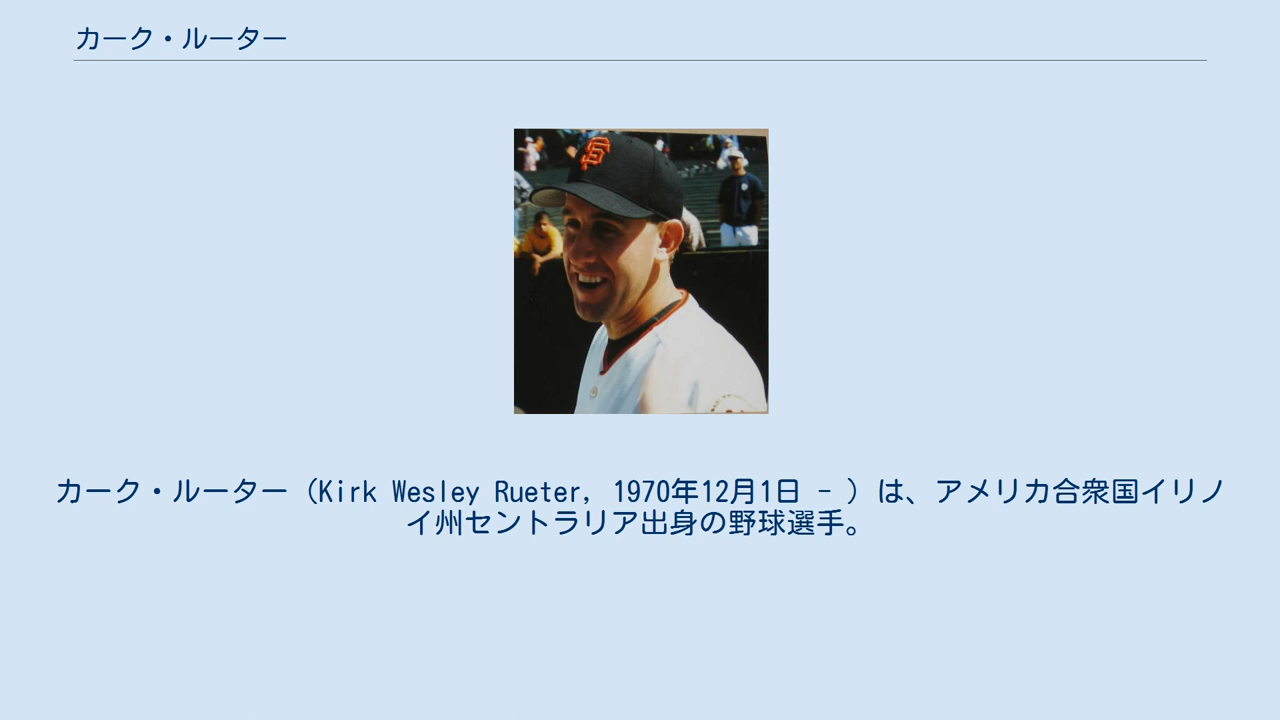 カーク・ルーター
SF
カーク・ルーター（Kirk Wesley Rueter, 1970年12月1日 - ）は、アメリカ合衆国イリノ
イ州セントラリア出身の野球選手。